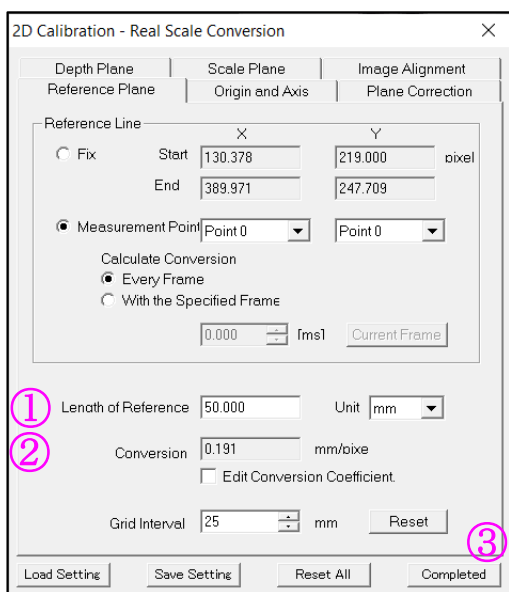 2D Calibration - Real Scale Conversion
Depth Plane Scale Plane Image Alignment
Reference Plane Origin and Axis Plane Correction
Reference Line
X Y
Fix Start 130.378 219.000 pixel
End 389.971 247.709
Measurement Point Point 0 Point 0
Calculate Conversion
Every Frame
With the Specified Frame
0.000 [ms] Current Frame
① Length of Reference 50.000 Unit mm
② Conversion 0.191 mm/pixe
Edit Conversion Coefficient.
Grid Interval 25 mm Reset
③
Load Setting Save Setting Reset All Completed